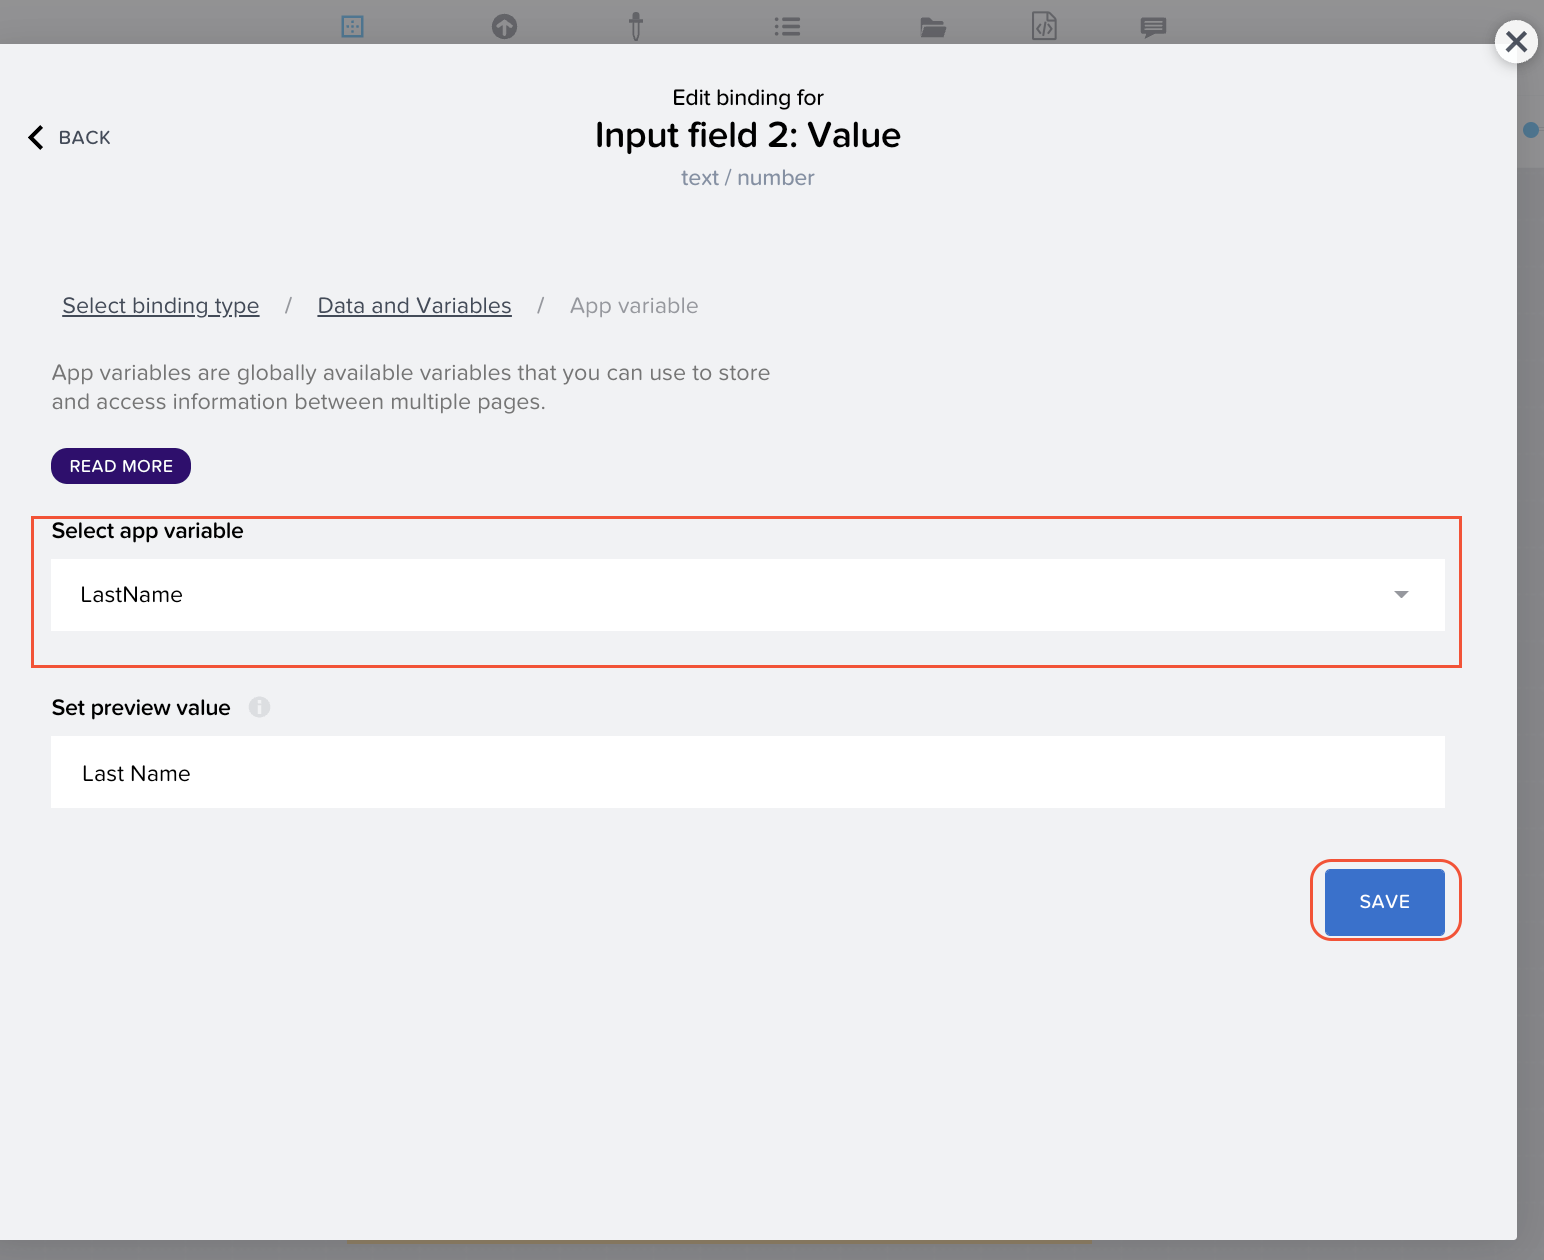 Edit binding for
BACK
Input field 2: Value
text / number
Select binding type / Data and Variables / App variable
App variables are globally available variables that you can use to store
and access information between multiple pages.
READ MORE
Select app variable
LastName
Set preview value
Last Name
SAVE